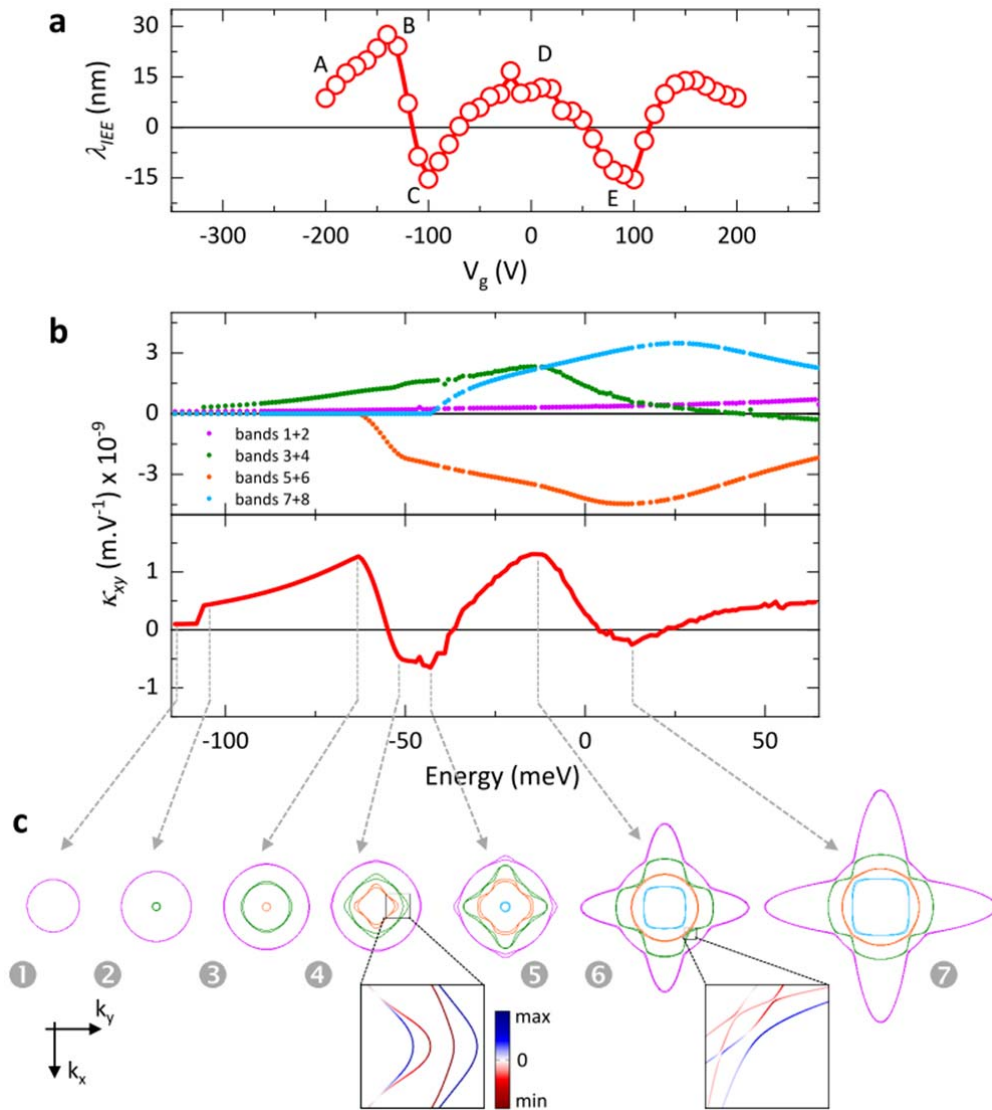 a
30
15
0
-15
λIEE (nm)
A
B
C
D
E
-300
-200
-100
0
100
200
Vg (V)
b
3
0
-3
bands 1+2
bands 3+4
bands 5+6
bands 7+8
κxy (m.V-1) x 10-9
1
0
-1
-100
-50
0
50
Energy (meV)
c
1
2
3
4
5
6
7
ky
kx
max
0
min